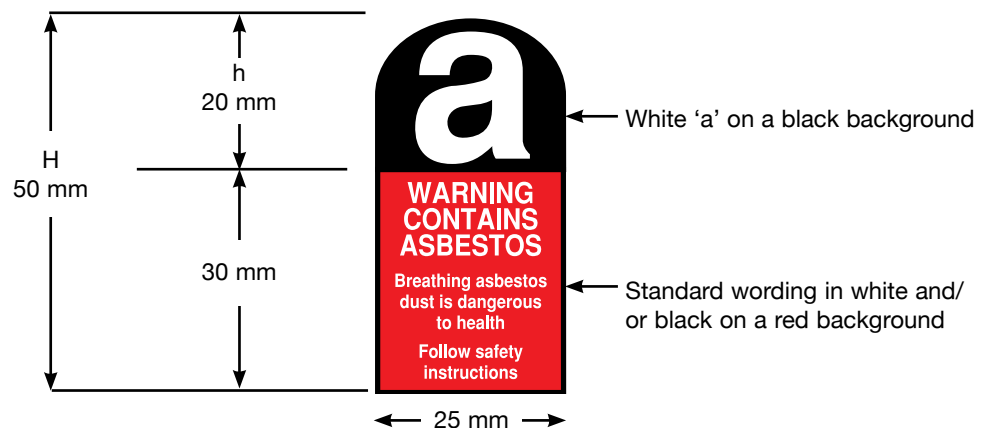 h
20 mm
H
50 mm
30 mm
a
WARNING
CONTAINS
ASBESTOS
Breathing asbestos
dust is dangerous
to health
Follow safety
instructions
White ‘a’ on a black background
Standard wording in white and/
or black on a red background
25 mm